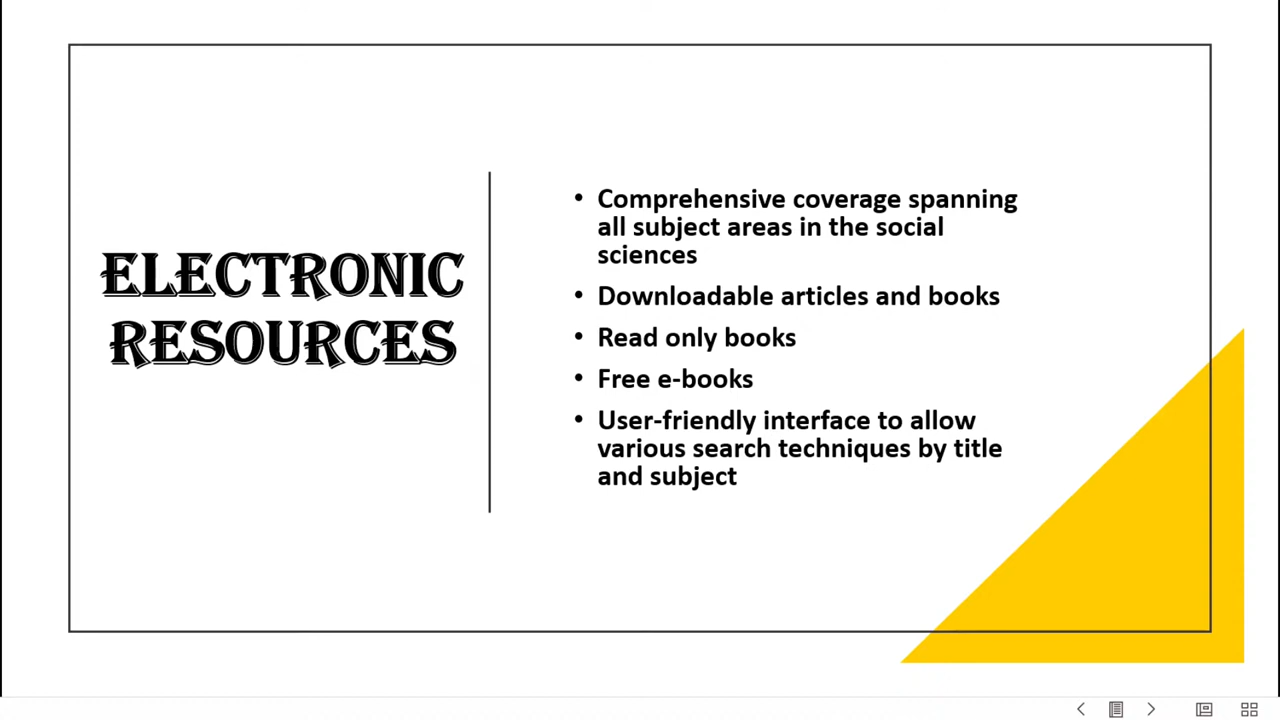 ELECTRONIC
RESOURCES
• Comprehensive coverage spanning
all subject areas in the social
sciences
• Downloadable articles and books
• Read only books
• Free e-books
• User-friendly interface to allow
various search techniques by title
and subject